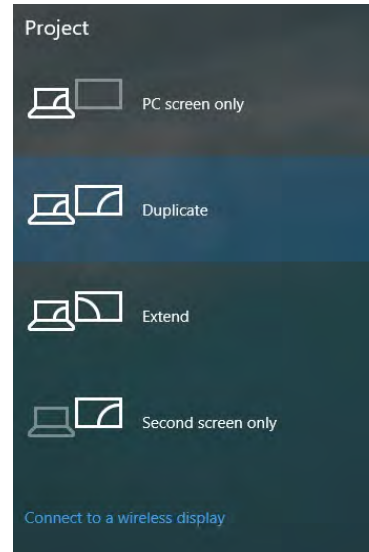 Project
PC screen only
Duplicate
Extend
Second screen only
Connect to a wireless display